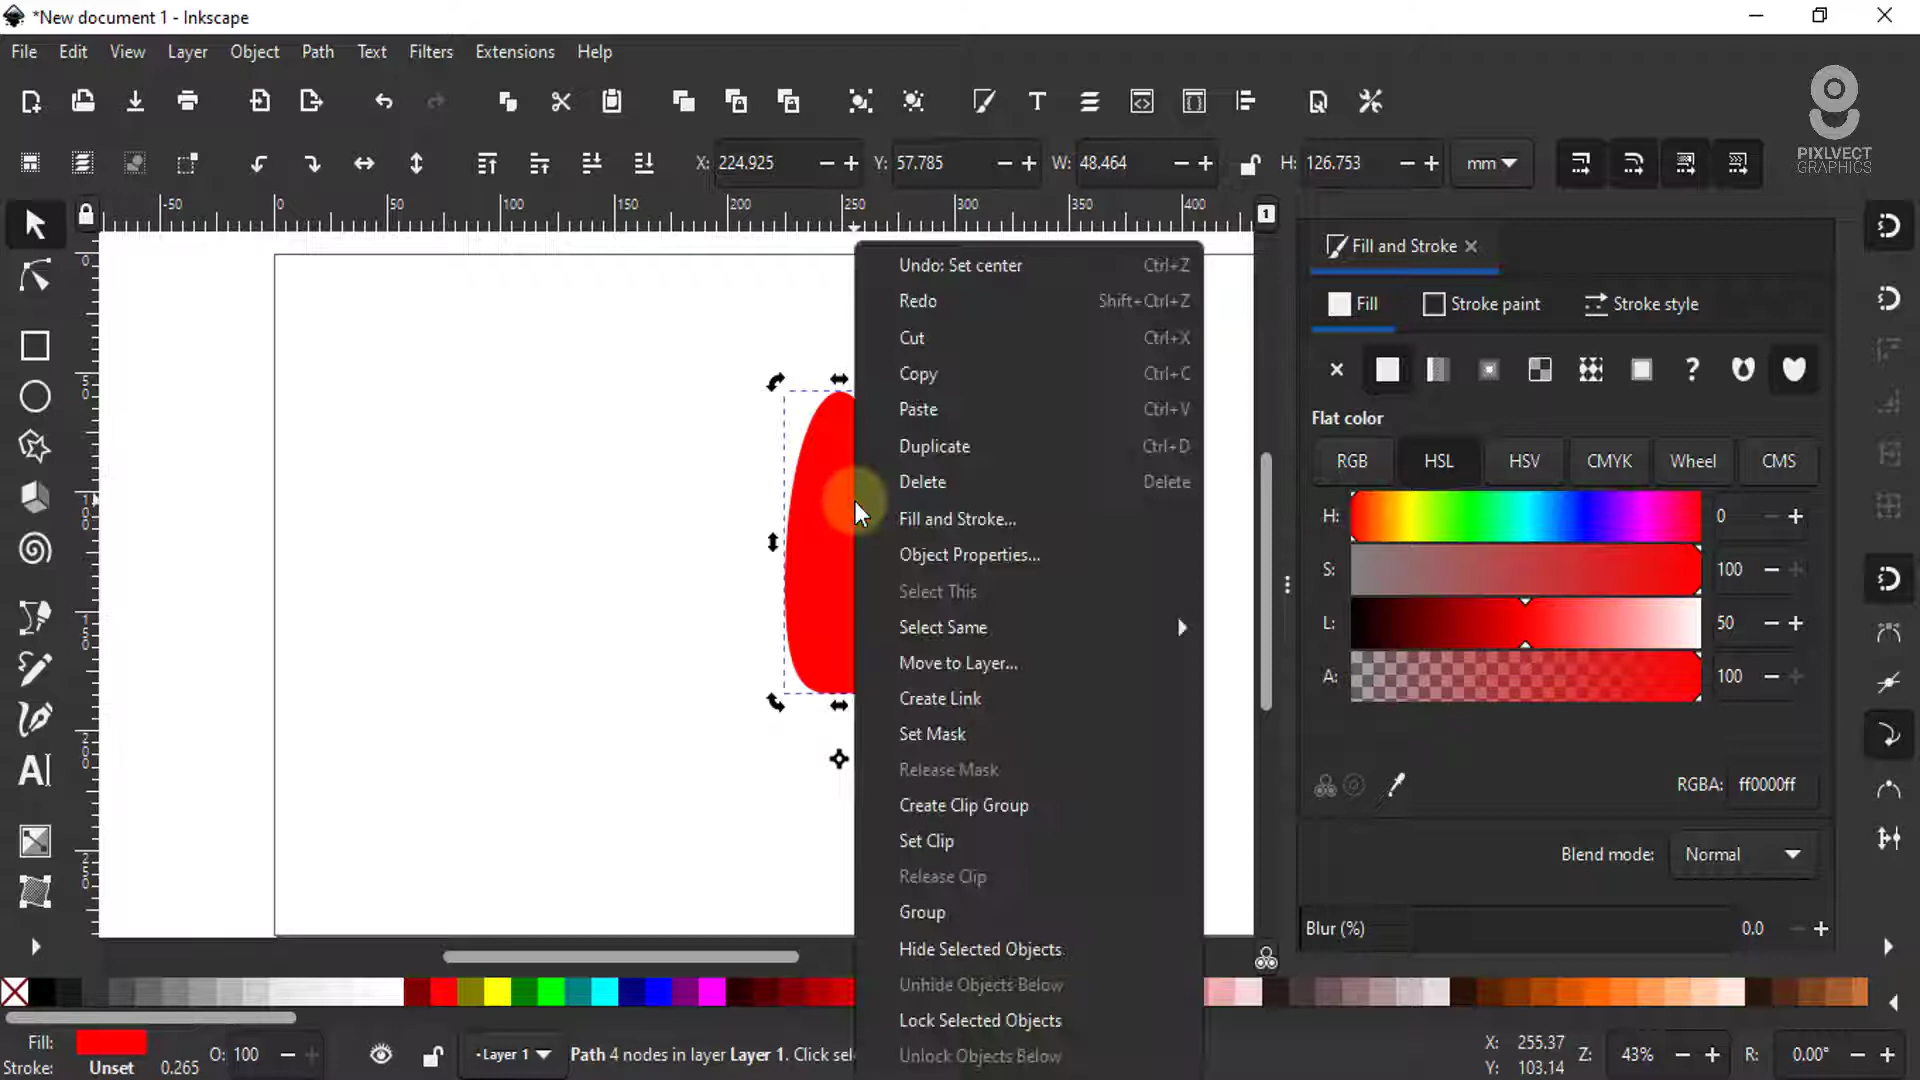 *New document 1 - Inkscape
File Edit View Layer Object Path Text Filters Extensions Help
PIXLVECT
GRAPHICS
X: 224.925 Y: 57.785 W: 48.464 H: 126.753 mm
-50 0 50 100 150 200 250 300 350 400
1
0
50
100
150
200
250
Undo: Set center Ctrl+Z
Redo Shift+Ctrl+Z
Cut Ctrl+X
Copy Ctrl+C
Paste Ctrl+V
Duplicate Ctrl+D
Delete Delete
Fill and Stroke...
Object Properties...
Select This
Select Same
Move to Layer...
Create Link
Set Mask
Release Mask
Create Clip Group
Set Clip
Release Clip
Group
Hide Selected Objects
Unhide Objects Below
Lock Selected Objects
Unlock Objects Below
Fill and Stroke
Fill Stroke paint Stroke style
?
Flat color
RGB HSL HSV CMYK Wheel CMS
H: 0
S: 100
L: 50
A: 100
RGBA: ff0000ff
Blend mode: Normal
Blur (%) 0.0
Fill:
Stroke: Unset 0.265
O: 100
Layer 1
Path 4 nodes in layer Layer 1. Click sel
X: 255.37
Y: 103.14
Z: 43%
R: 0.00°